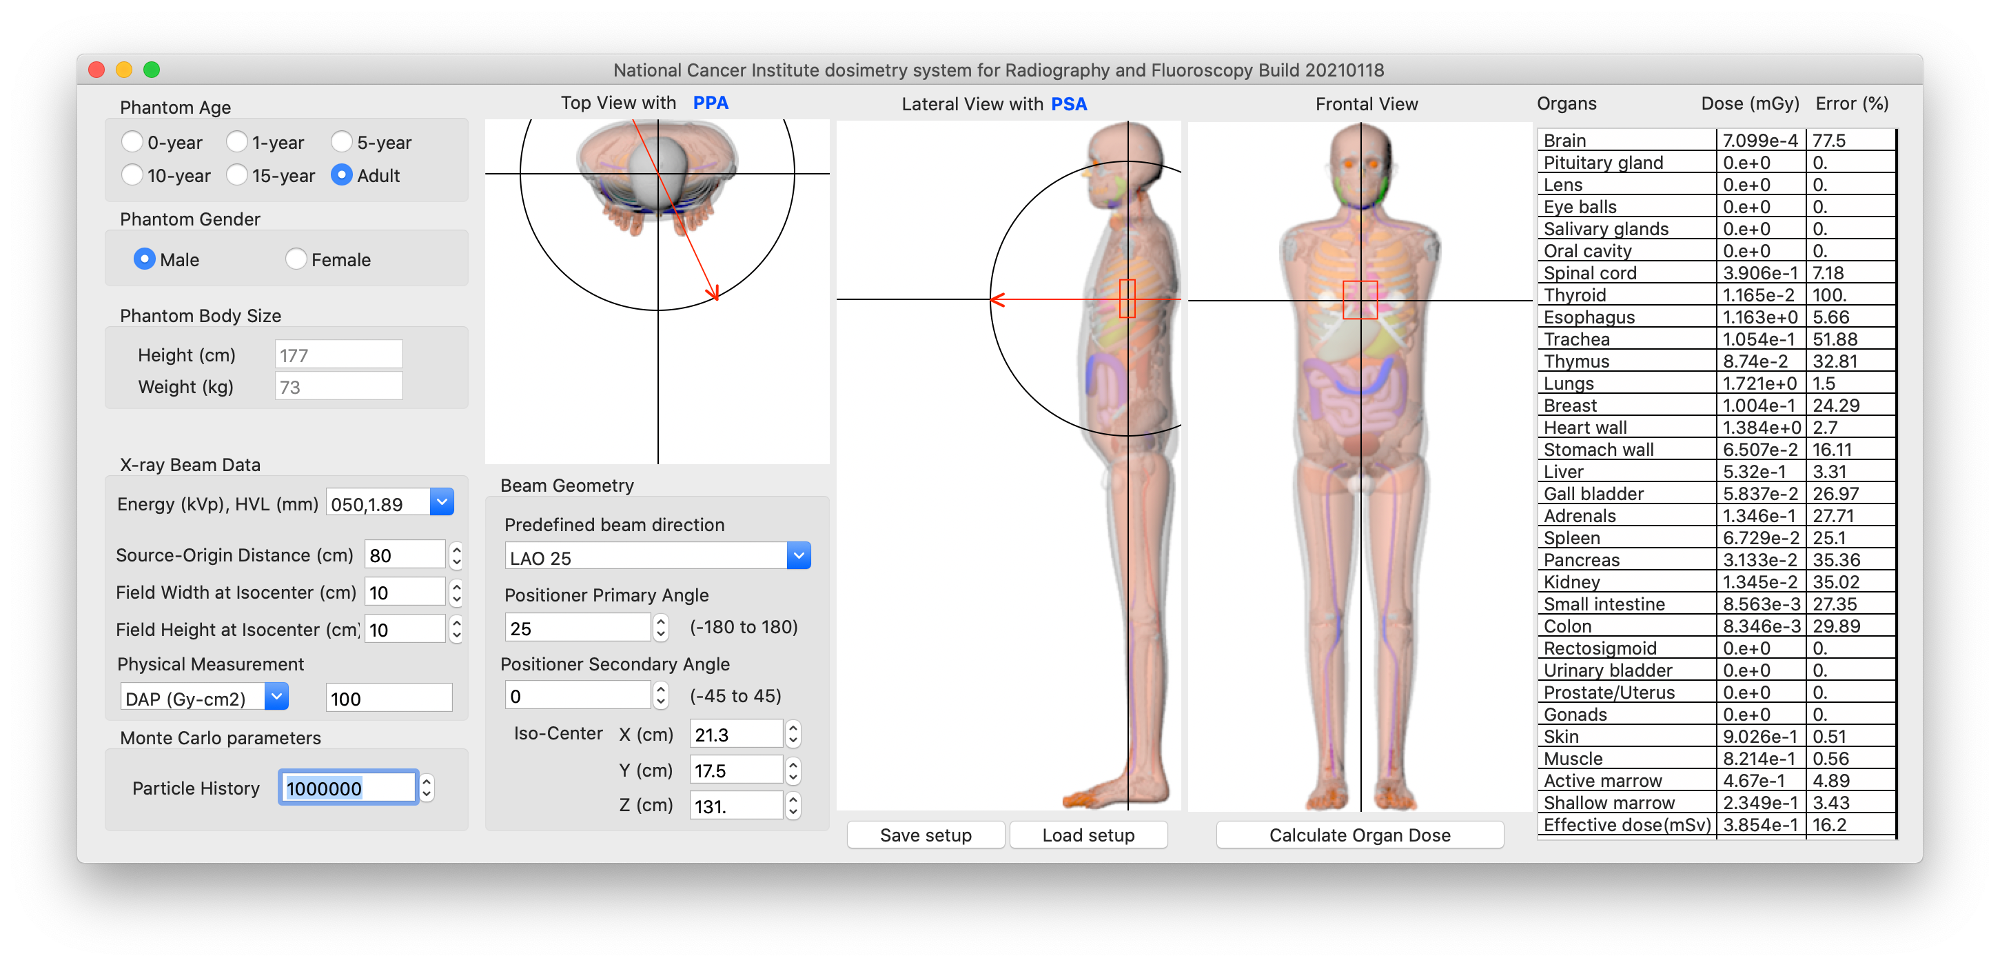 National Cancer Institute dosimetry system for Radiography and Fluoroscopy Build 20210118
Phantom Age
0-year 1-year 5-year
10-year 15-year Adult
Phantom Gender
Male Female
Phantom Body Size
Height (cm) 177
Weight (kg) 73
X-ray Beam Data
Energy (kVp), HVL (mm) 050,1.89
Source-Origin Distance (cm) 80
Field Width at Isocenter (cm) 10
Field Height at Isocenter (cm) 10
Physical Measurement
DAP (Gy-cm2) 100
Monte Carlo parameters
Particle History 1000000
Top View with PPA
Beam Geometry
Predefined beam direction
LAO 25
Positioner Primary Angle
25 (-180 to 180)
Positioner Secondary Angle
0 (-45 to 45)
Iso-Center X (cm) 21.3
Y (cm) 17.5
Z (cm) 131.
Lateral View with PSA
Save setup Load setup
Frontal View
Calculate Organ Dose
Organs Dose (mGy) Error (%)
Brain 7.099e-4 77.5
Pituitary gland 0.e+0 0.
Lens 0.e+0 0.
Eye balls 0.e+0 0.
Salivary glands 0.e+0 0.
Oral cavity 0.e+0 0.
Spinal cord 3.906e-1 7.18
Thyroid 1.165e-2 100.
Esophagus 1.163e+0 5.66
Trachea 1.054e-1 51.88
Thymus 8.74e-2 32.81
Lungs 1.721e+0 1.5
Breast 1.004e-1 24.29
Heart wall 1.384e+0 2.7
Stomach wall 6.507e-2 16.11
Liver 5.32e-1 3.31
Gall bladder 5.837e-2 26.97
Adrenals 1.346e-1 27.71
Spleen 6.729e-2 25.1
Pancreas 3.133e-2 35.36
Kidney 1.345e-2 35.02
Small intestine 8.563e-3 27.35
Colon 8.346e-3 29.89
Rectosigmoid 0.e+0 0.
Urinary bladder 0.e+0 0.
Prostate/Uterus 0.e+0 0.
Gonads 0.e+0 0.
Skin 9.026e-1 0.51
Muscle 8.214e-1 0.56
Active marrow 4.67e-1 4.89
Shallow marrow 2.349e-1 3.43
Effective dose(mSv) 3.854e-1 16.2